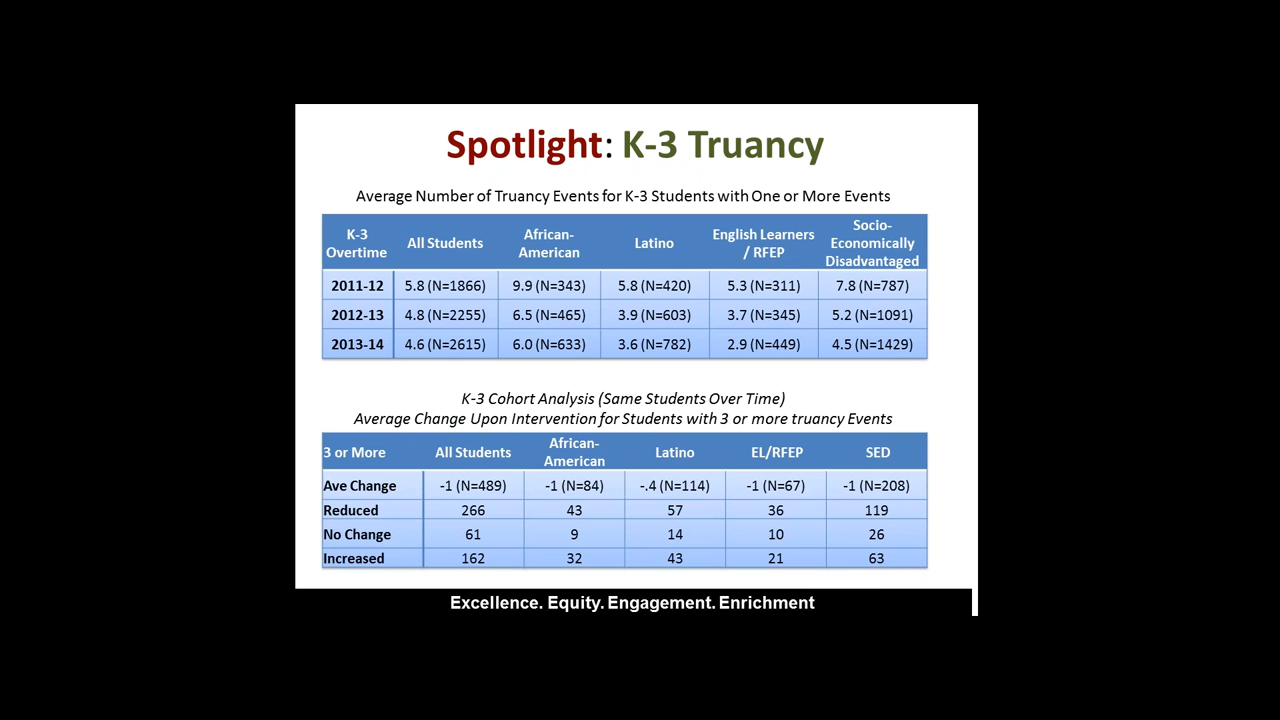 Spotlight: K-3 Truancy
Average Number of Truancy Events for K-3 Students with One or More Events
K-3 Overtime All Students African-American Latino English Learners / RFEP Socio-Economically Disadvantaged
2011-12 5.8 (N=1866) 9.9 (N=343) 5.8 (N=420) 5.3 (N=311) 7.8 (N=787)
2012-13 4.8 (N=2255) 6.5 (N=465) 3.9 (N=603) 3.7 (N=345) 5.2 (N=1091)
2013-14 4.6 (N=2615) 6.0 (N=633) 3.6 (N=782) 2.9 (N=449) 4.5 (N=1429)
K-3 Cohort Analysis (Same Students Over Time)
Average Change Upon Intervention for Students with 3 or more truancy Events
3 or More All Students African-American Latino EL/RFEP SED
Ave Change -1 (N=489) -1 (N=84) -.4 (N=114) -1 (N=67) -1 (N=208)
Reduced 266 43 57 36 119
No Change 61 9 14 10 26
Increased 162 32 43 21 63
Excellence. Equity. Engagement. Enrichment